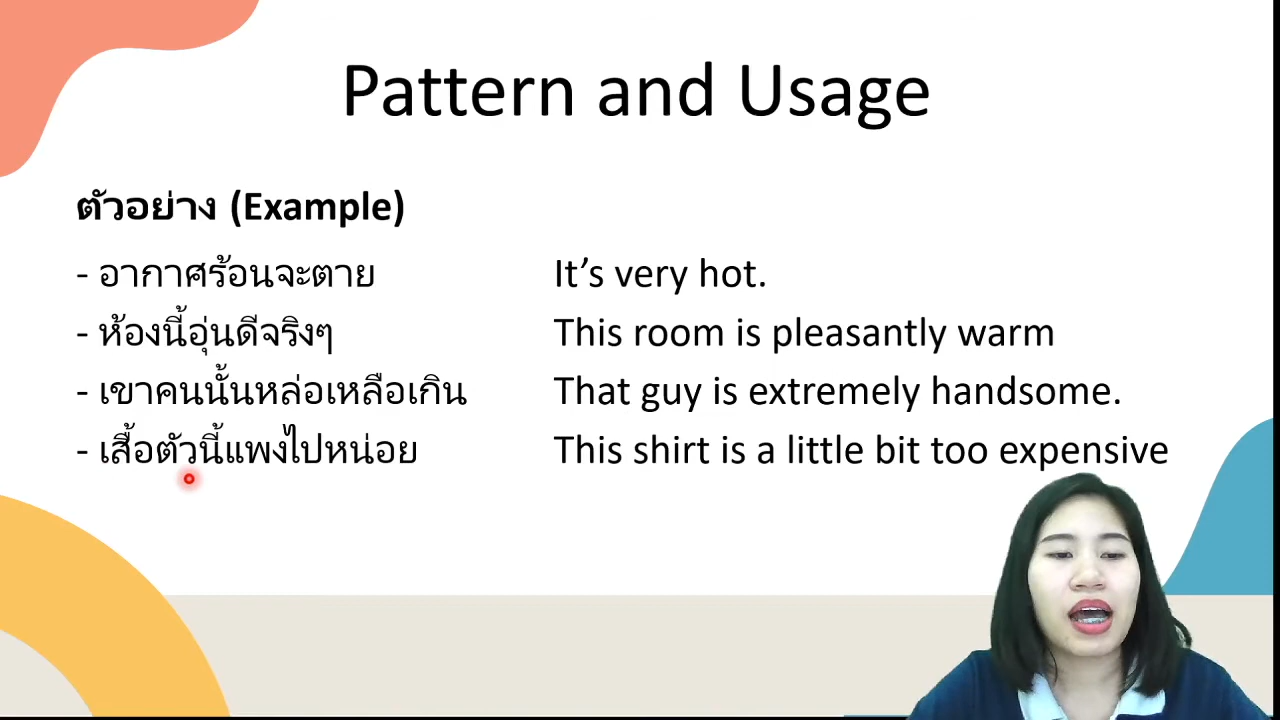 Pattern and Usage
ตัวอย่าง (Example)
- อากาศร้อนจะตาย It’s very hot.
- ห้องนี้อุ่นดีจริงๆ This room is pleasantly warm
- เขาคนนั้นหล่อเหลือเกิน That guy is extremely handsome.
- เสื้อตัวนี้แพงไปหน่อย This shirt is a little bit too expensive